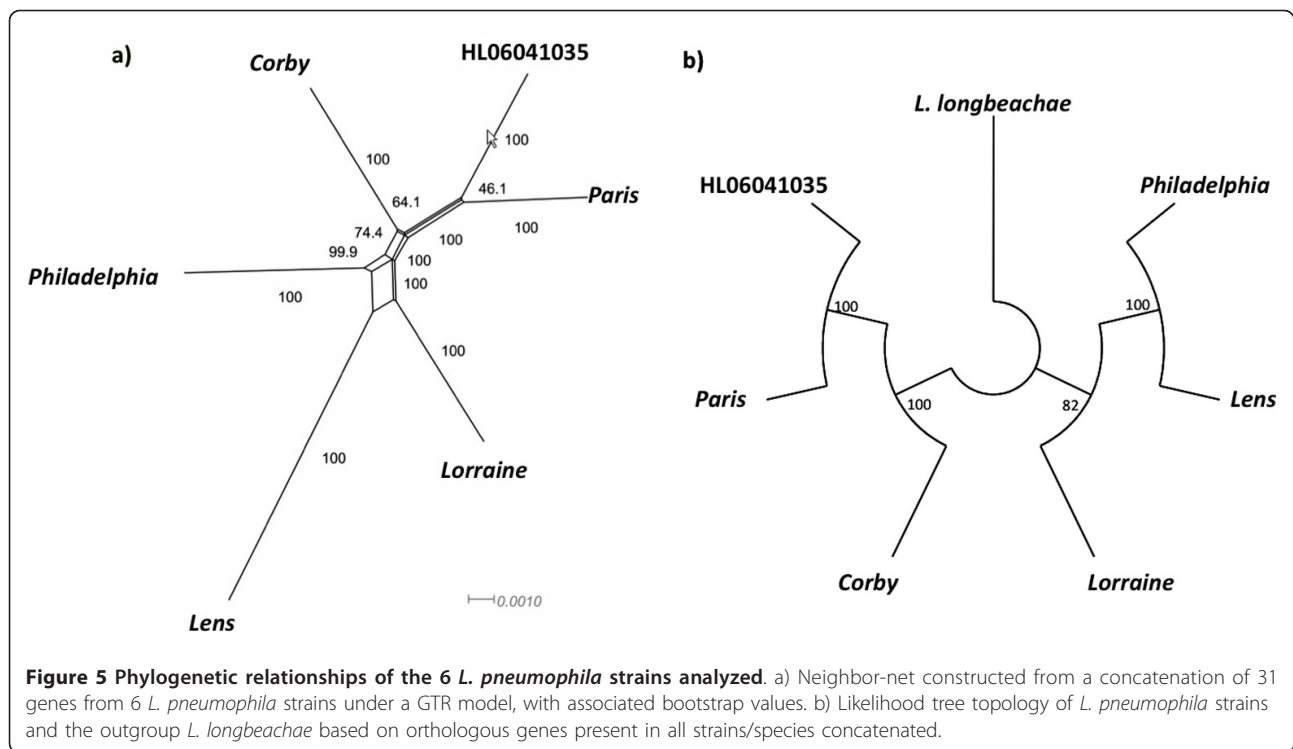 a)
Corby
HL06041035
100
100
46.1
64.1
Paris
74.4
100
100
99.9
100
Philadelphia
100
100
100
100
Lorraine
0.0010
Lens
b)
L. longbeachae
HL06041035
Philadelphia
100
100
Paris
Lens
100
82
Corby
Lorraine
Figure 5 Phylogenetic relationships of the 6 L. pneumophila strains analyzed. a) Neighbor-net constructed from a concatenation of 31
genes from 6 L. pneumophila strains under a GTR model, with associated bootstrap values. b) Likelihood tree topology of L. pneumophila strains
and the outgroup L. longbeachae based on orthologous genes present in all strains/species concatenated.